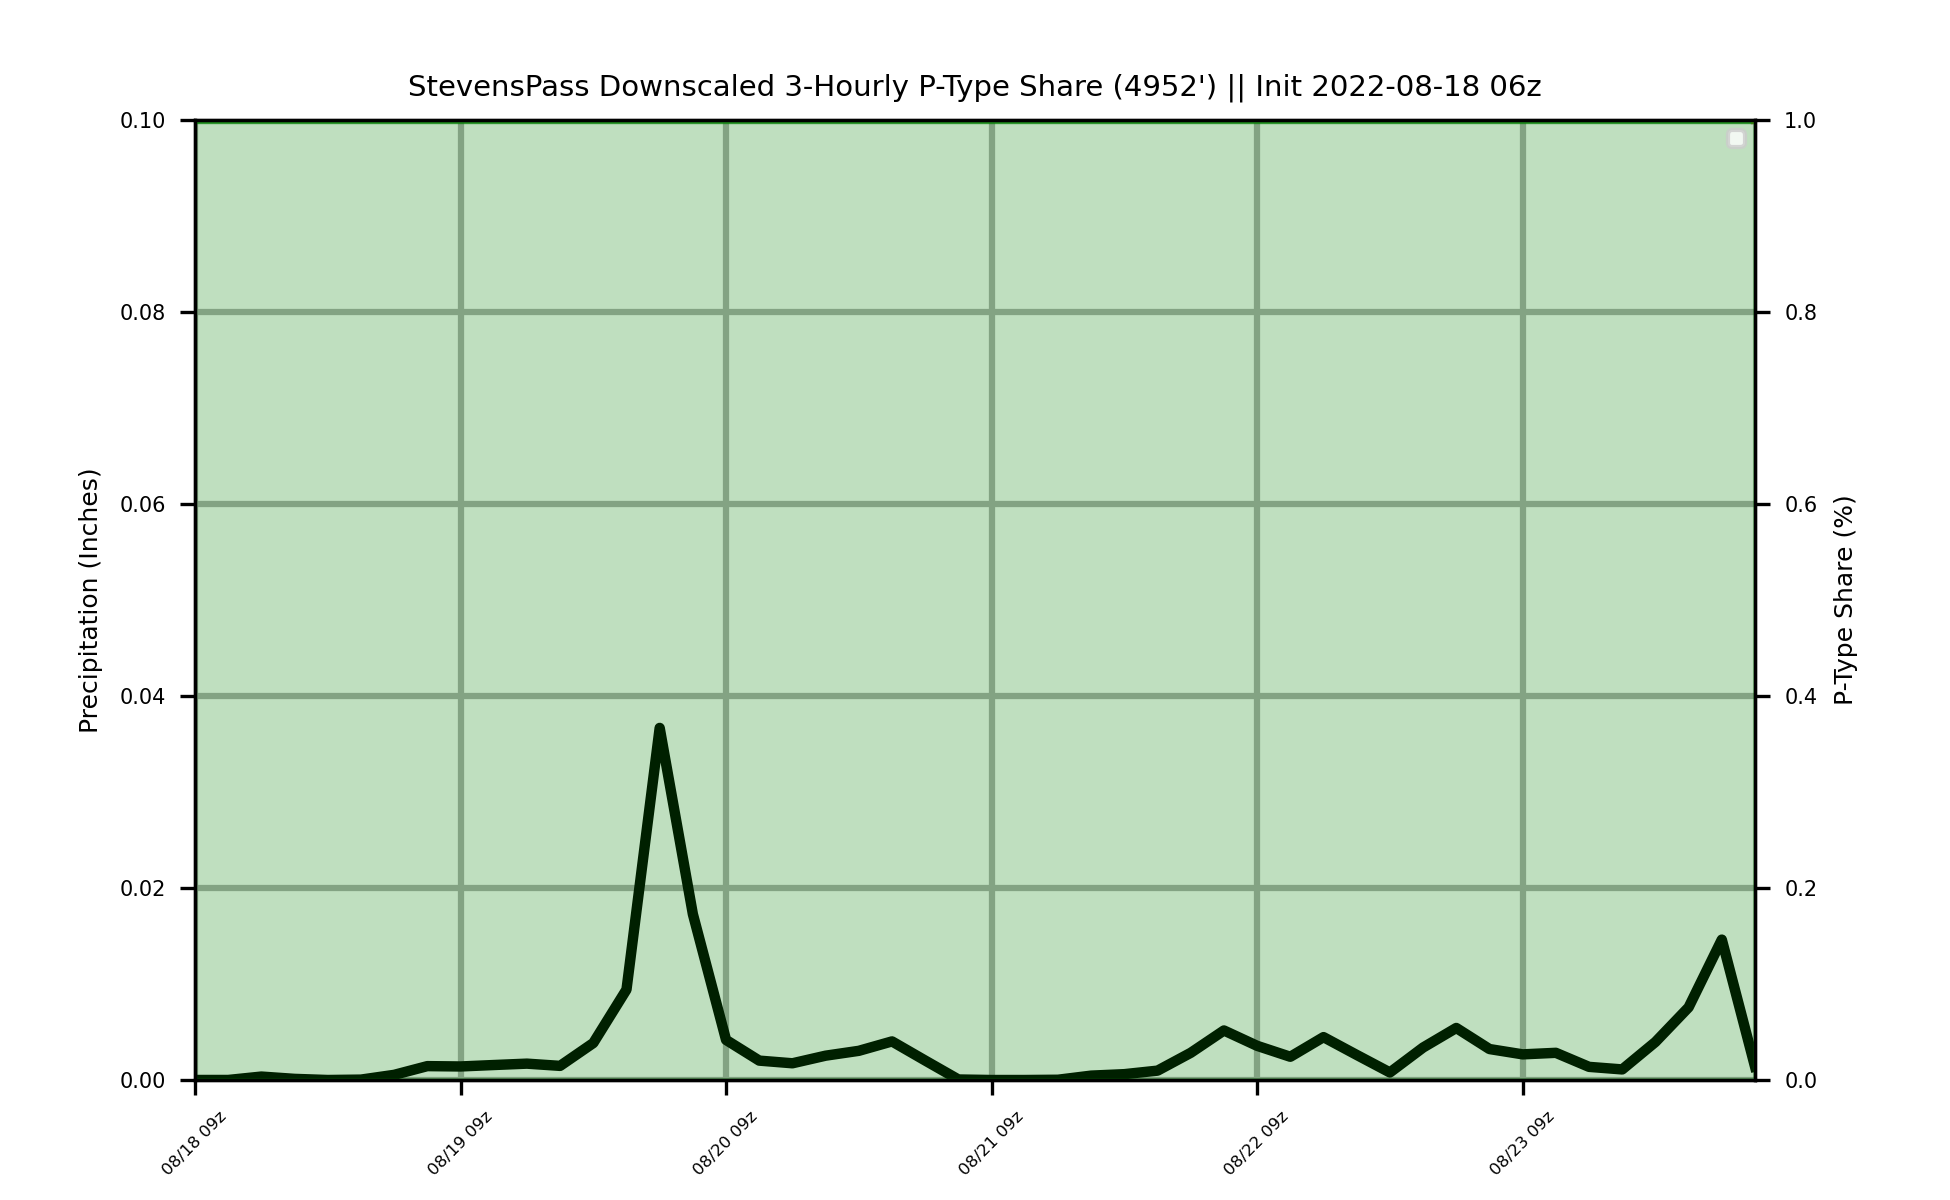 StevensPass Downscaled 3-Hourly P-Type Share (4952') || Init 2022-08-18 06z
0.10
0.08
0.06
0.04
0.02
0.00
Precipitation (Inches)
1.0
0.8
0.6
0.4
0.2
0.0
P-Type Share (%)
08/18 09z
08/19 09z
08/20 09z
08/21 09z
08/22 09z
08/23 09z